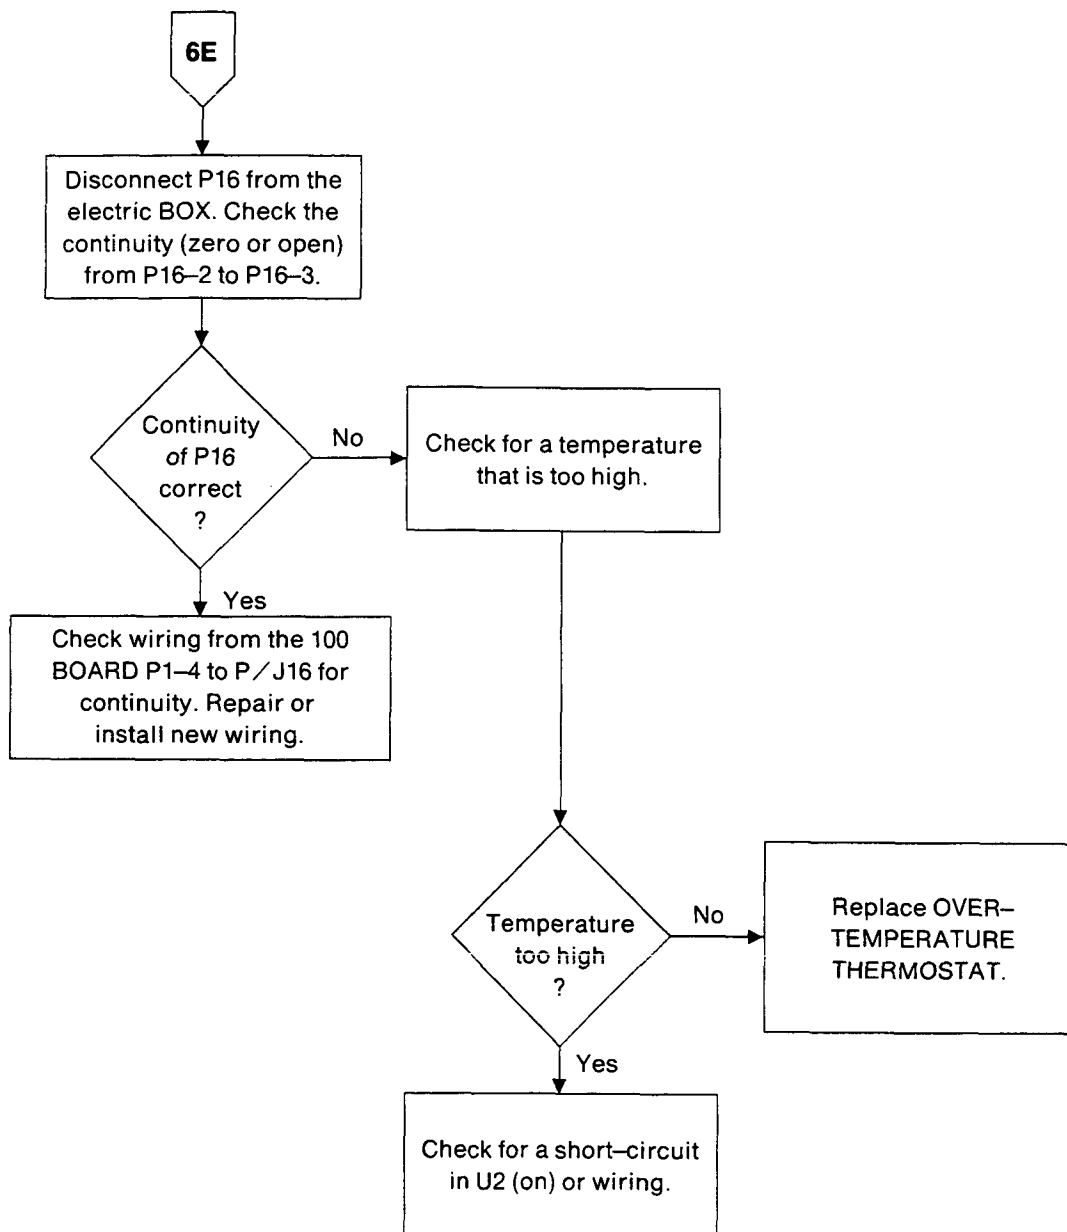 6E
Disconnect P16 from the
electric BOX. Check the
continuity (zero or open)
from P16–2 to P16–3.
Continuity
of P16
correct
?
No
Check for a temperature
that is too high.
Yes
Check wiring from the 100
BOARD P1–4 to P/J16 for
continuity. Repair or
install new wiring.
Temperature
too high
?
No
Replace OVER–
TEMPERATURE
THERMOSTAT.
Yes
Check for a short–circuit
in U2 (on) or wiring.